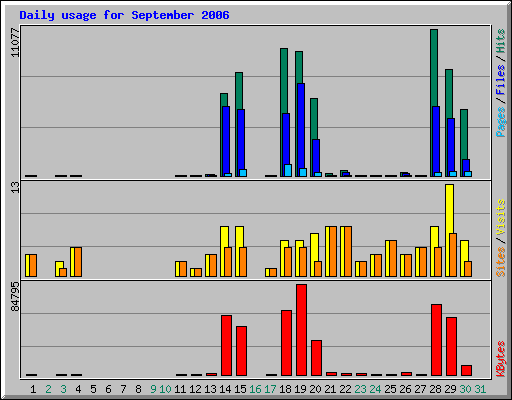 Daily usage for September 2006
11077
Pages/Files/Hits
13
Sites/Visits
84795
KBytes
1 2 3 4 5 6 7 8 9 10 11 12 13 14 15 16 17 18 19 20 21 22 23 24 25 26 27 28 29 30 31